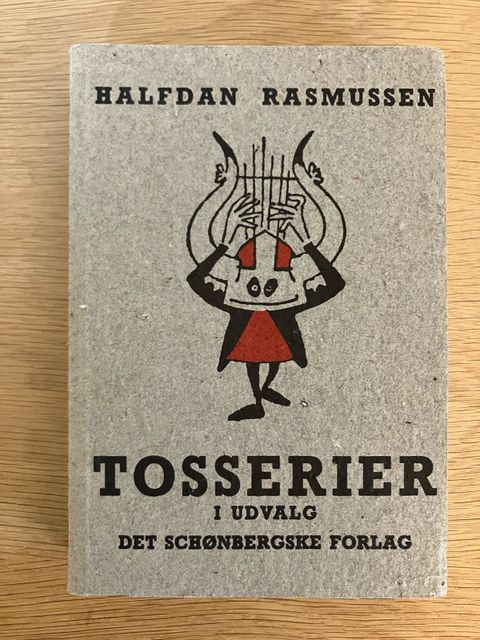 HALFDAN RASMUSSEN
TOSSERIER
I UDVALG
DET SCHØNBERGSKE FORLAG